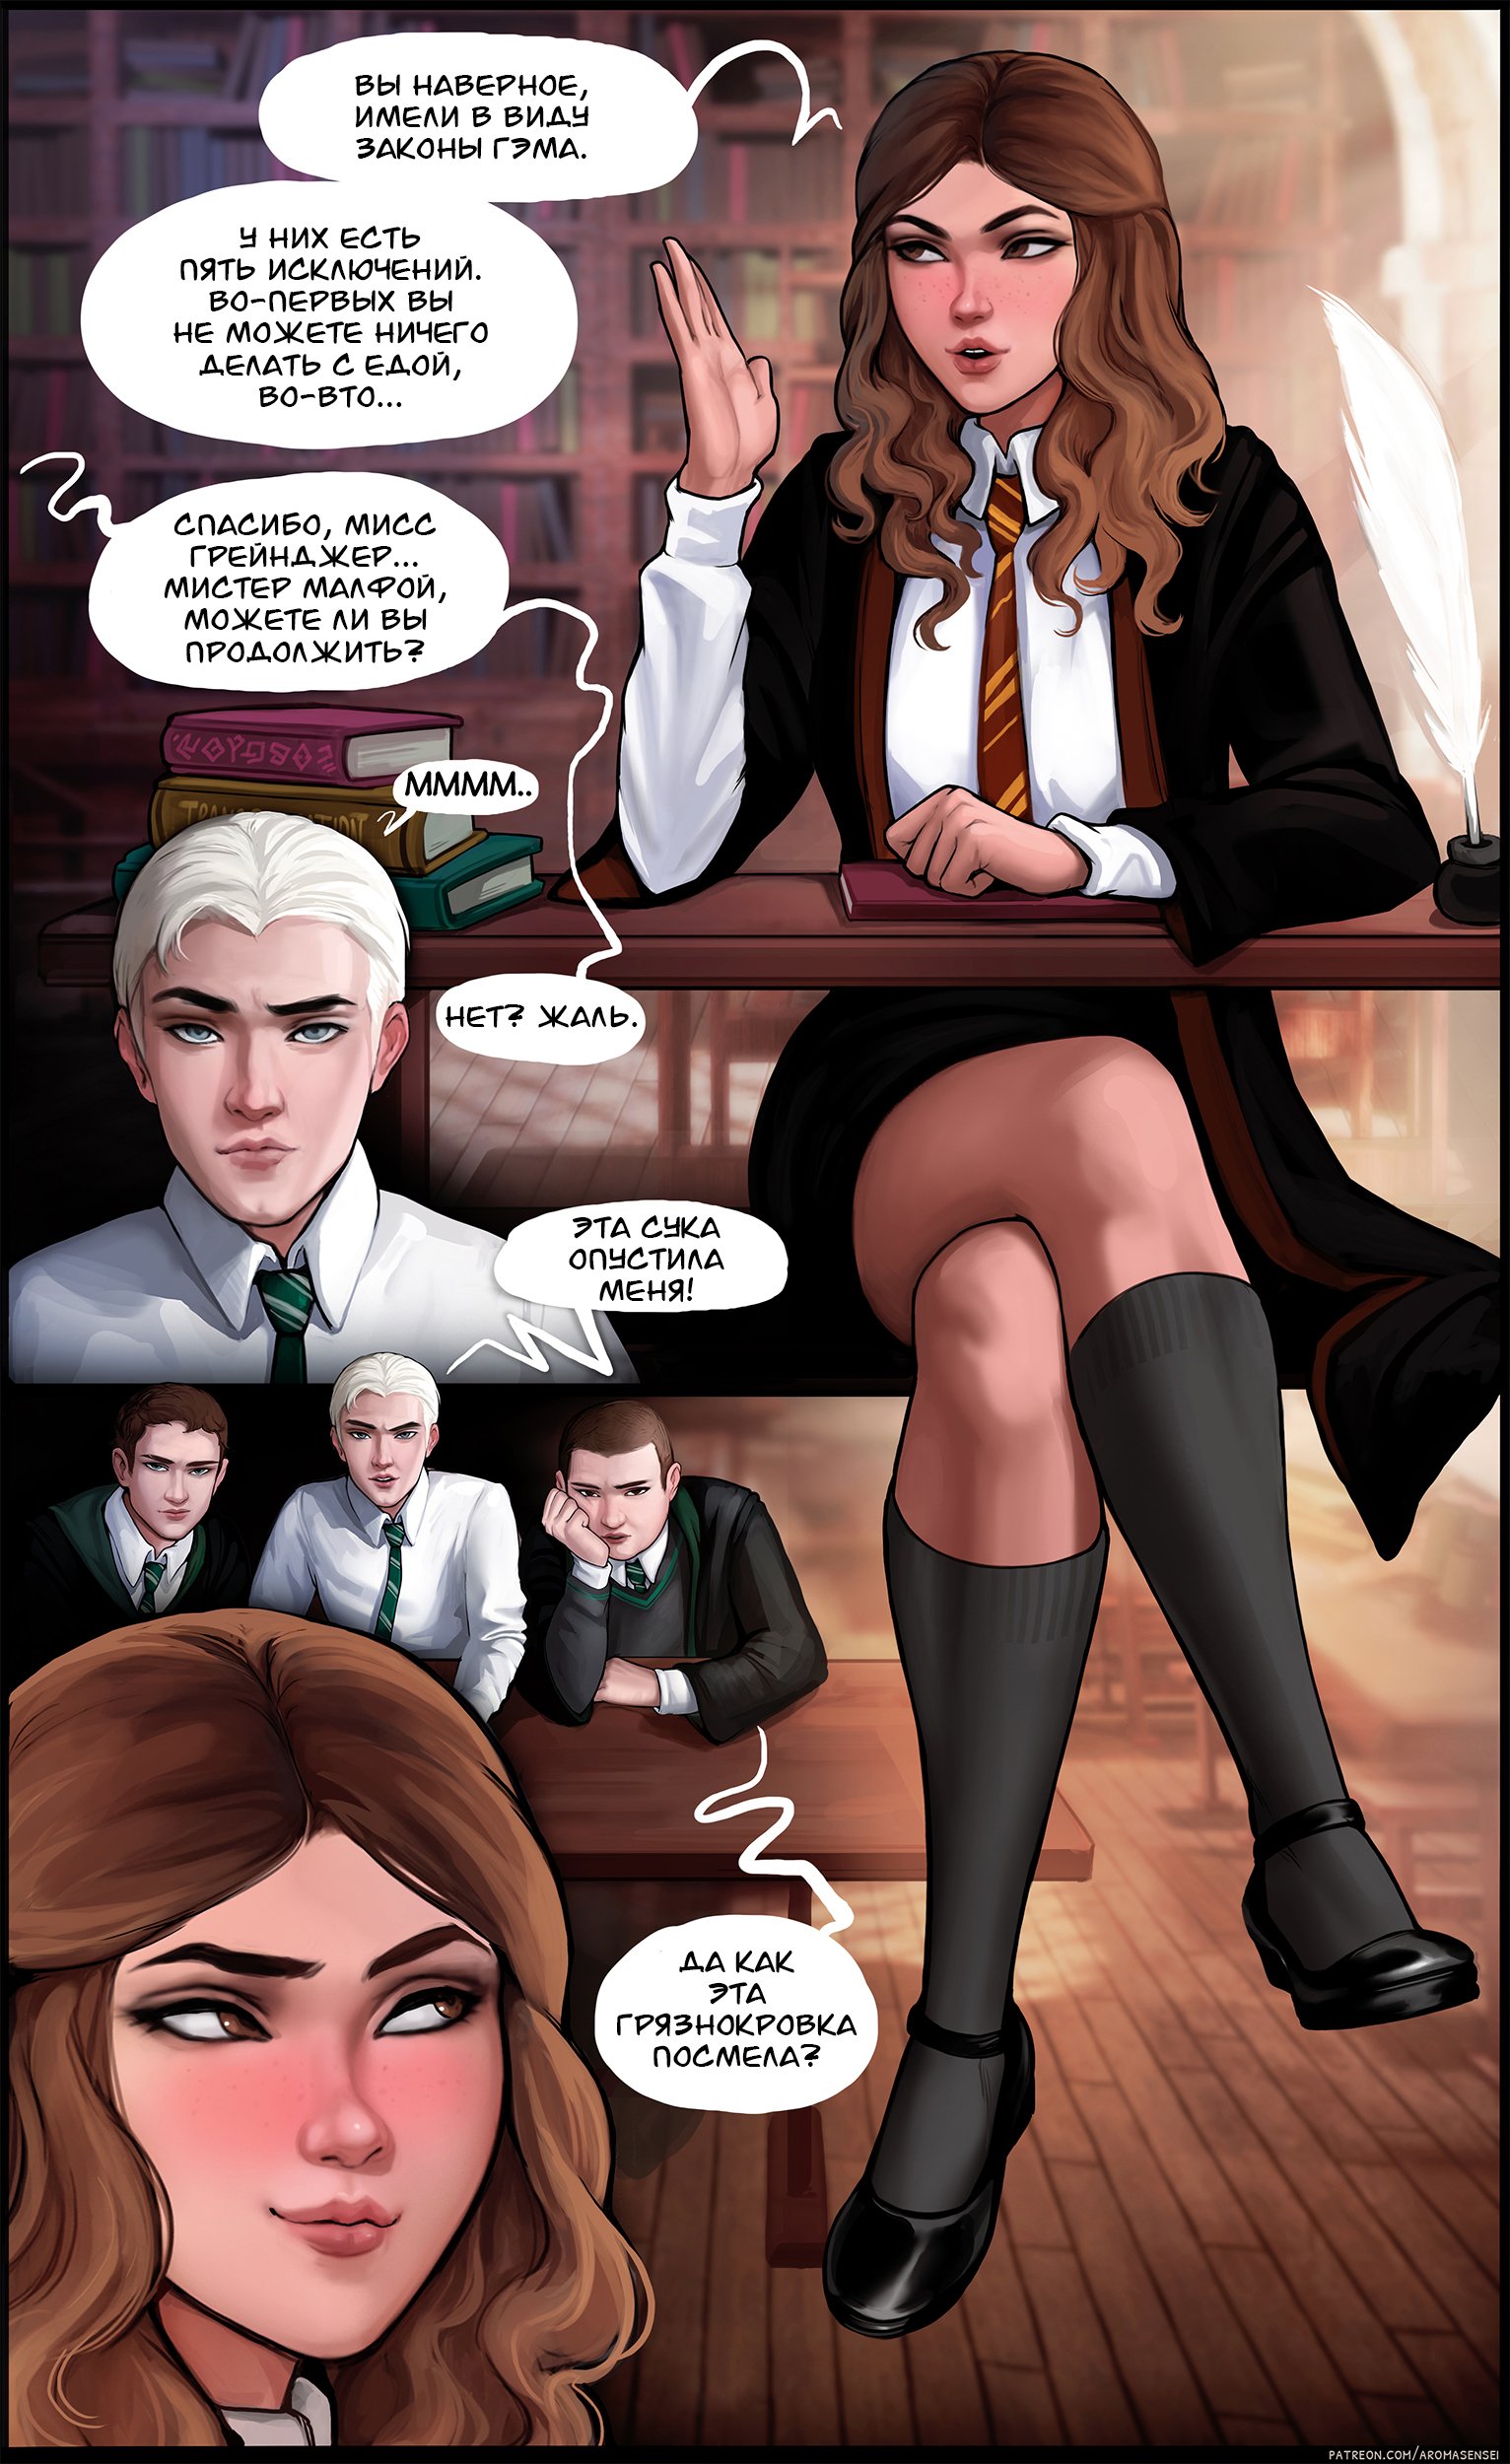 ВЫ НАВЕРНОЕ,
ИМЕЛИ В ВИДУ
ЗАКОНЫ ГЭМА.
У НИХ ЕСТЬ
ПЯТЬ ИСКЛЮЧЕНИЙ.
ВО-ПЕРВЫХ ВЫ
НЕ МОЖЕТЕ НИЧЕГО
ДЕЛАТЬ С ЕДОЙ,
ВО-ВТО...
СПАСИБО, МИСС
ГРЕЙНДЖЕР...
МИСТЕР МАЛФОЙ,
МОЖЕТЕ ЛИ ВЫ
ПРОДОЛЖИТЬ?
ММММ..
НЕТ? ЖАЛЬ.
ЭТА СУКА
ОПУСТИЛА
МЕНЯ!
ДА КАК
ЭТА
ГРЯЗНОКРОВКА
ПОСМЕЛА?
PATREON.COM/AROMASENSEI